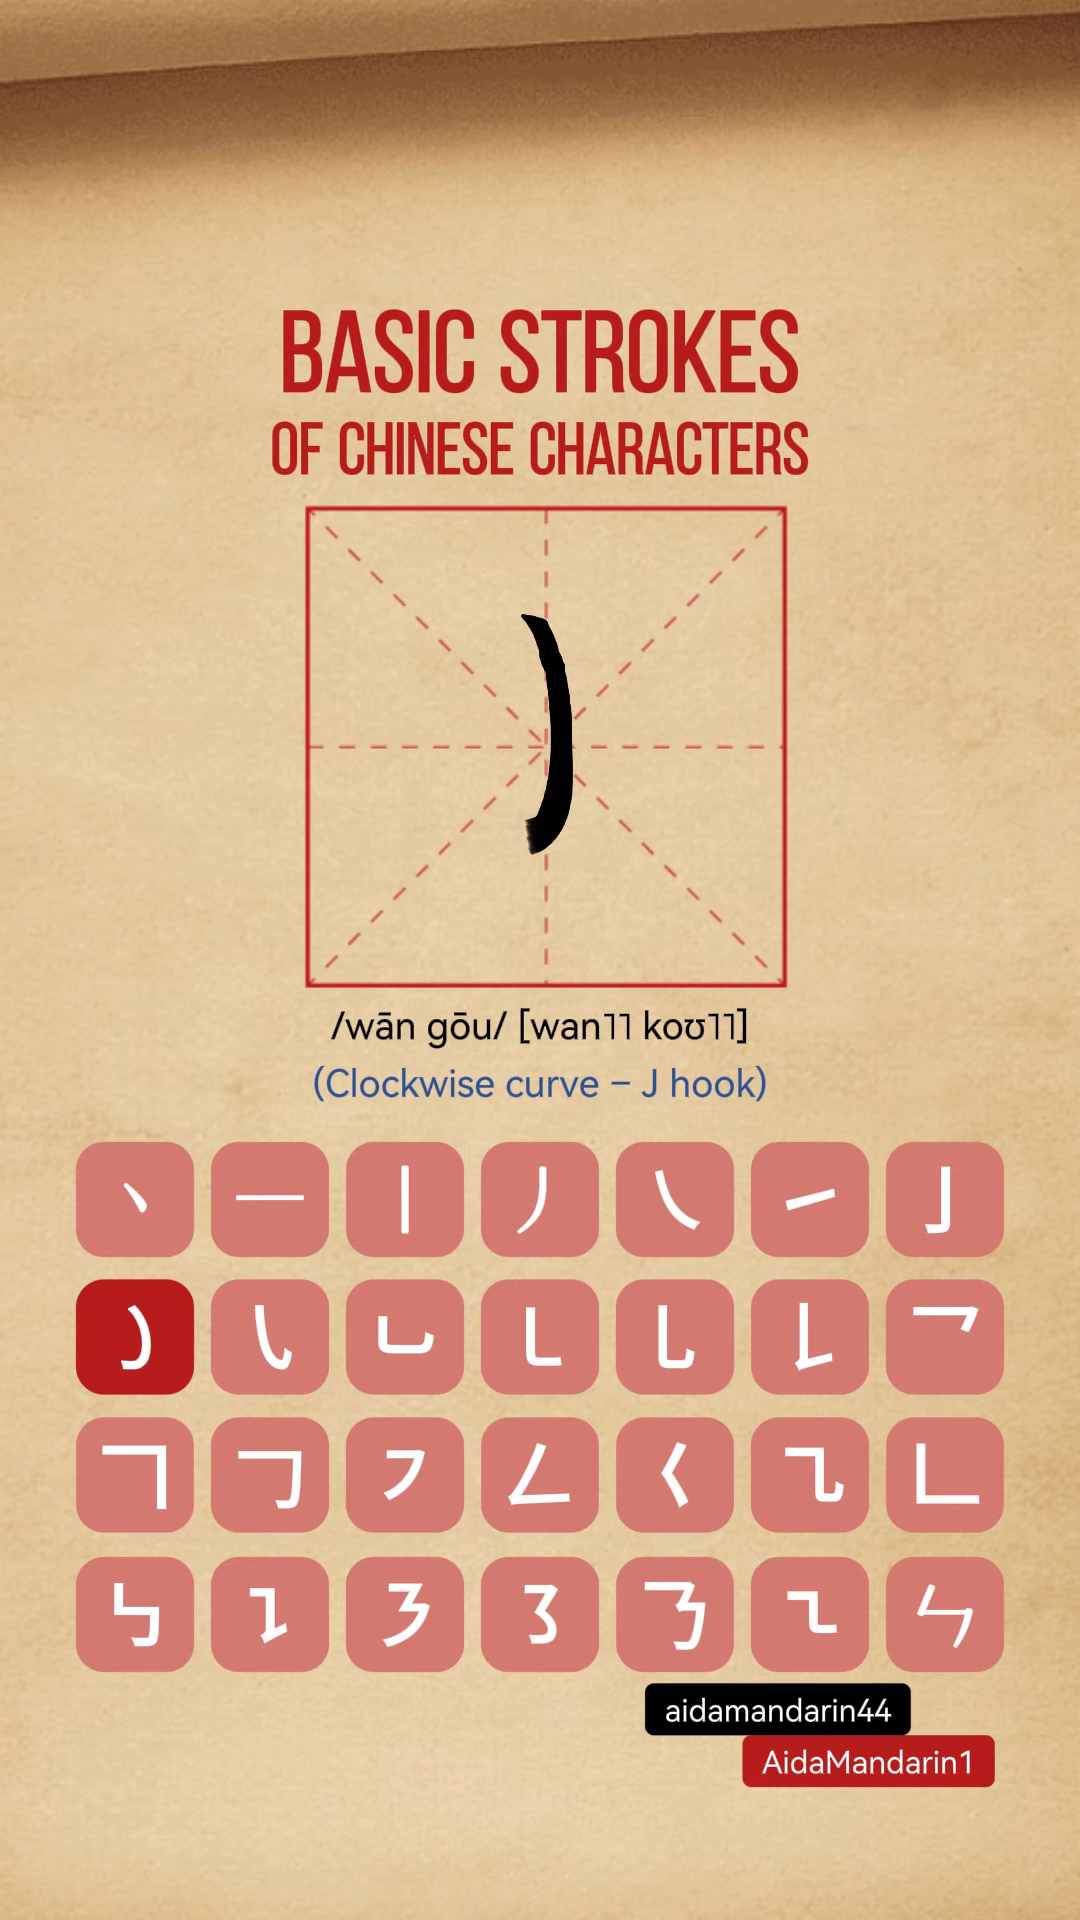 BASIC STROKES
OF CHINESE CHARACTERS
㇁
/wān gōu/ [wan˥˥ koʊ˥˥]
(Clockwise curve – J hook)
㇔ ㇐ ㇑ ㇓ ㇏ ㇀ ㇚
㇁ ㇂ ㇃ ㇄ ㇟ ㇙ ㇖
㇕ ㇆ ㇇ ㇜ ㇛ ㇈ ㇗
㇉ ㇊ ㇋ ㇌ ㇡ ㇍ ㇞
aidamandarin44
AidaMandarin1